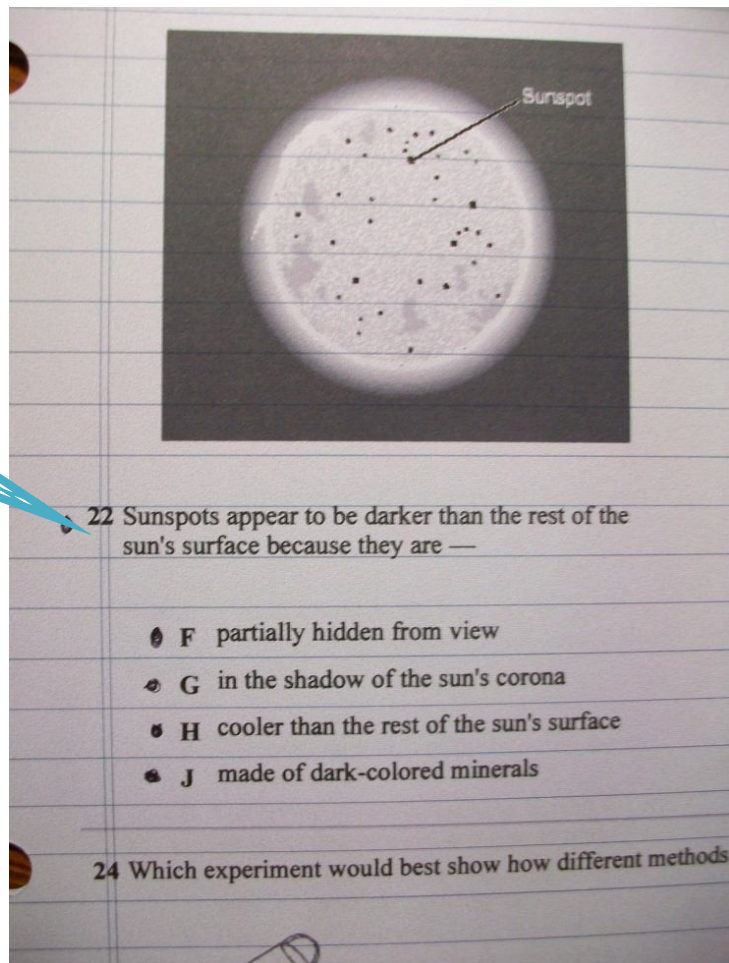 Sunspot
22 Sunspots appear to be darker than the rest of the
sun's surface because they are —
F partially hidden from view
G in the shadow of the sun's corona
H cooler than the rest of the sun's surface
J made of dark-colored minerals
24 Which experiment would best show how different methods